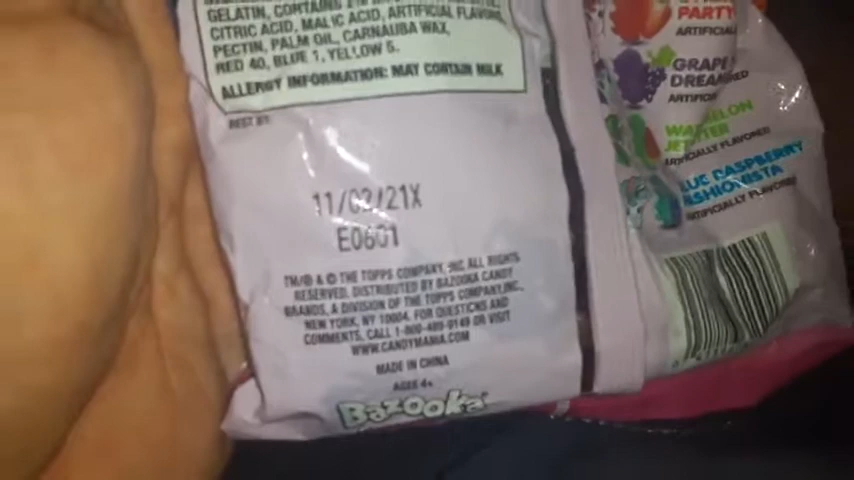 GELATIN, CONTAINS
CITRIC ACID, MALIC ACID, ARTIFICIAL FLAVORS,
PECTIN, PALM OIL, CARNAUBA WAX,
RED 40, BLUE 1, YELLOW 5.
ALLERGY INFORMATION: MAY CONTAIN MILK
BEST BY:
11/02/21X
E0601
TM/® & © THE TOPPS COMPANY, INC. ALL RIGHTS
RESERVED. DISTRIBUTED BY BAZOOKA CANDY
BRANDS, A DIVISION OF THE TOPPS COMPANY, INC.,
NEW YORK, NY 10004. FOR QUESTIONS AND
COMMENTS, CALL 1-800-489-9149 OR VISIT
WWW.CANDYMANIA.COM
MADE IN CHINA
AGES 4+
Bazooka
PARTY
ARTIFICIAL
GRAPE
DREAM
ARTIFICI
WATERMELON
JET
ARTIFICIALLY FLAVORED
BLUE RASPBERRY
FASHIONISTA
ARTIFICIALLY FLAVORED